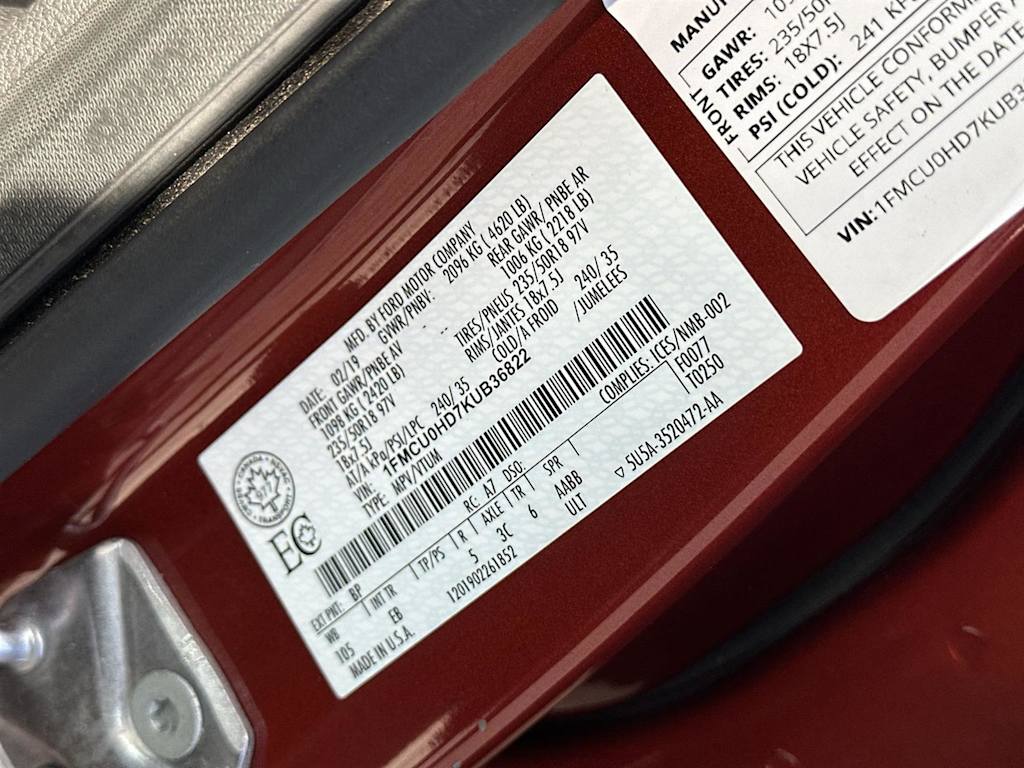 DATE: 02/19 MFD. BY FORD MOTOR COMPANY
FRONT GAWR/PNBE AV GVWR/PNBV: 2096 KG ( 4620 LB)
1098 KG ( 2420 LB) REAR GAWR/ PNBE AR
235/50R18 97V 1006 KG ( 2218 LB)
18x7.5J TIRES/PNEUS 235/50R18 97V
AT/A kPa/PSI/LPC 240/ 35 RIMS/JANTES 18x7.5J
VIN: 1FMCU0HD7KUB36822 COLD/A FROID 240/ 35
TYPE: MPV/VTUM /JUMELEES
CANADA
TRANSPORT
EC
EXT PNT: BP RC: A7 DSO: COMPLIES: ICES/NMB-002
WB INT TR TP/PS R AXLE TR SPR F0077
105 EB 5 3C 6 AABB T0250
MADE IN U.S.A. 1201902261852 ULT ▽ 5U5A-3520472-AA
FRONT
GAWR:
TIRES: 235/50
RIMS: 18X7.5J
PSI (COLD): 241
THIS VEHICLE
VEHICLE SAFETY, BUMPER
EFFECT ON THE DATE
VIN:1FMCU0HD7KUB3